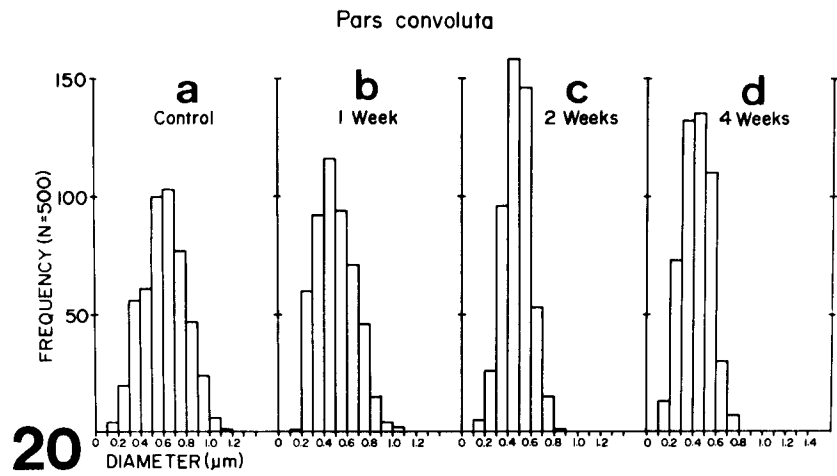 Pars convoluta
a
Control
b
1 Week
c
2 Weeks
d
4 Weeks
150
100
50
FREQUENCY (N=500)
0 0.2 0.4 0.6 0.8 1.0 1.2
0 0.2 0.4 0.6 0.8 1.0 1.2
0 0.2 0.4 0.6 0.8 1.0 1.2
0 0.2 0.4 0.6 0.8 1.0 1.2
20
DIAMETER (μm)